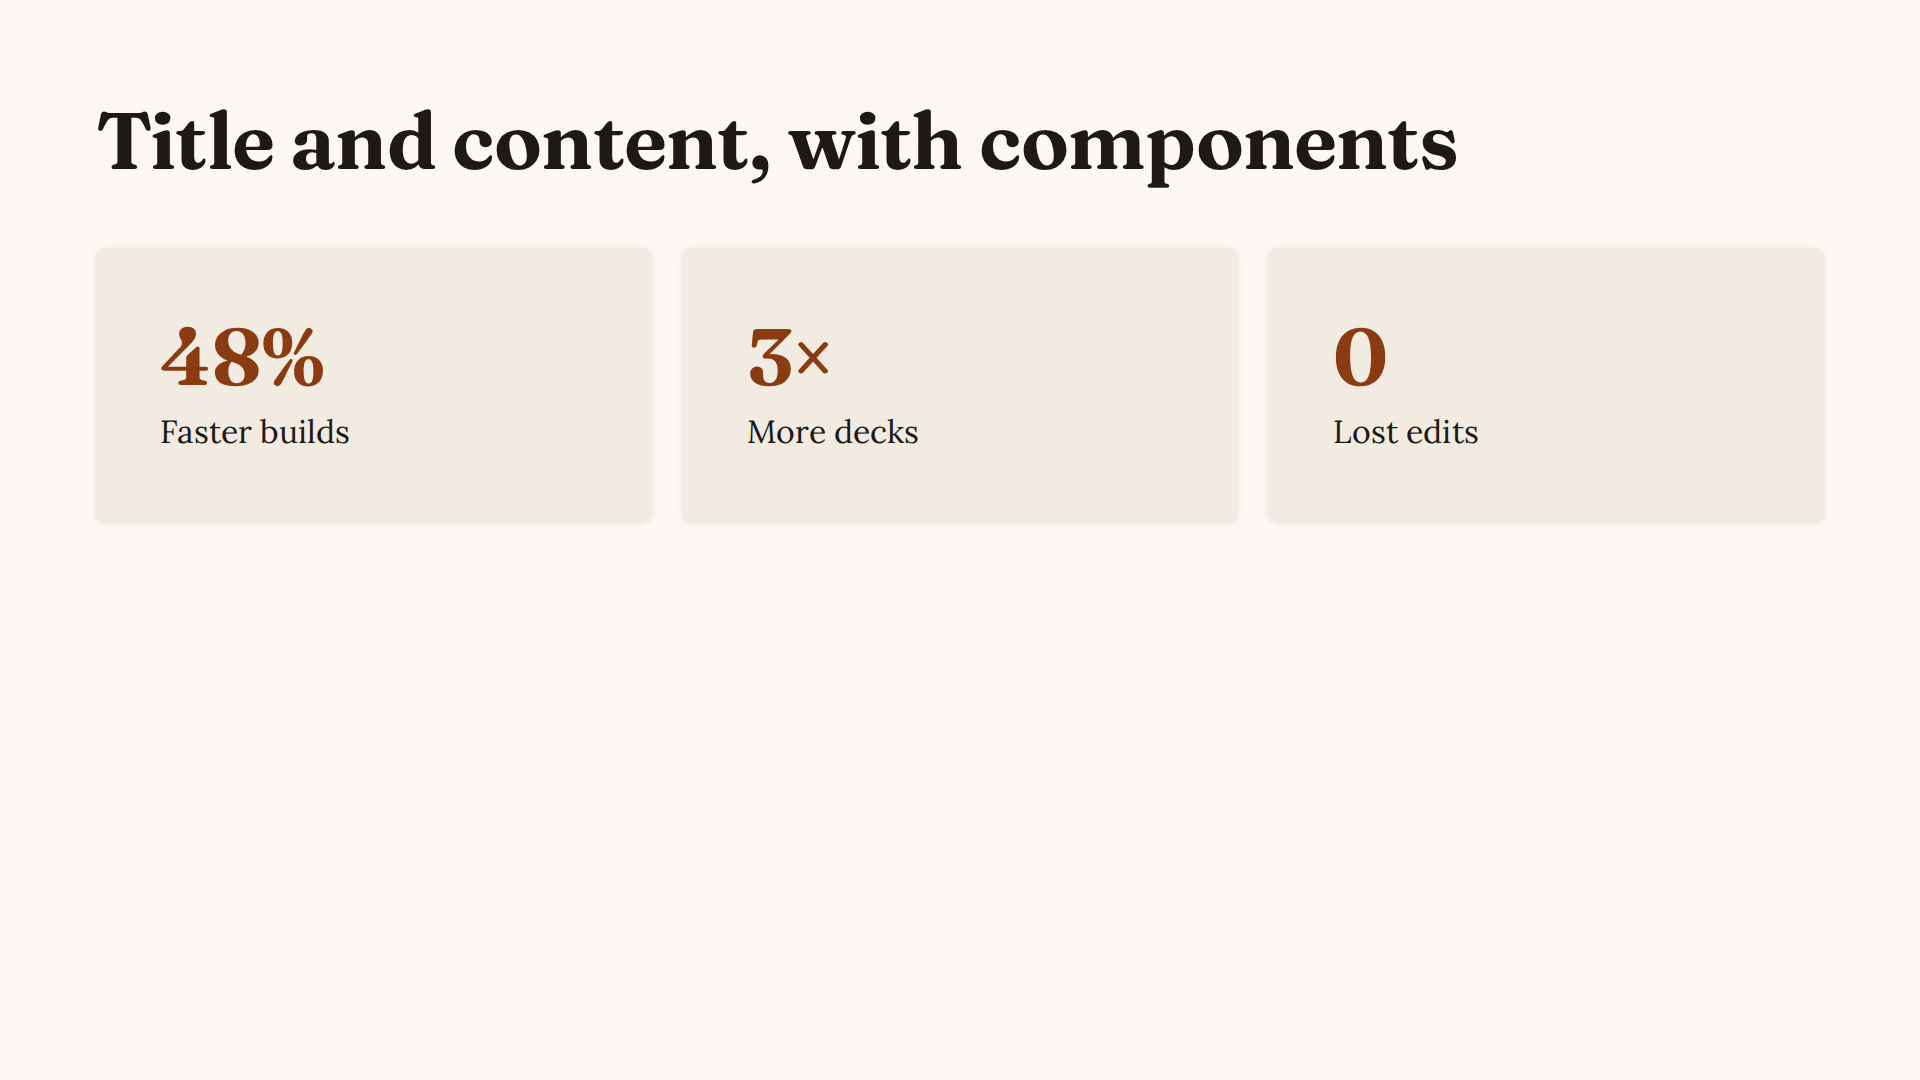 Title and content, with components
48%
Faster builds
3×
More decks
0
Lost edits